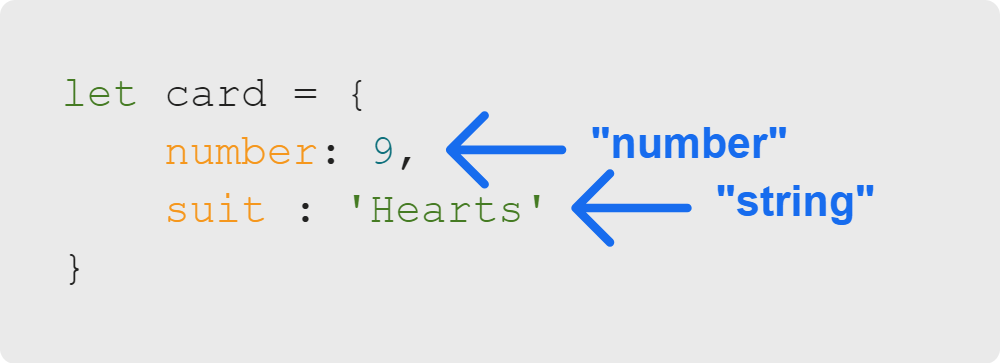 let card = {
number: 9, "number"
suit : 'Hearts' "string"
}